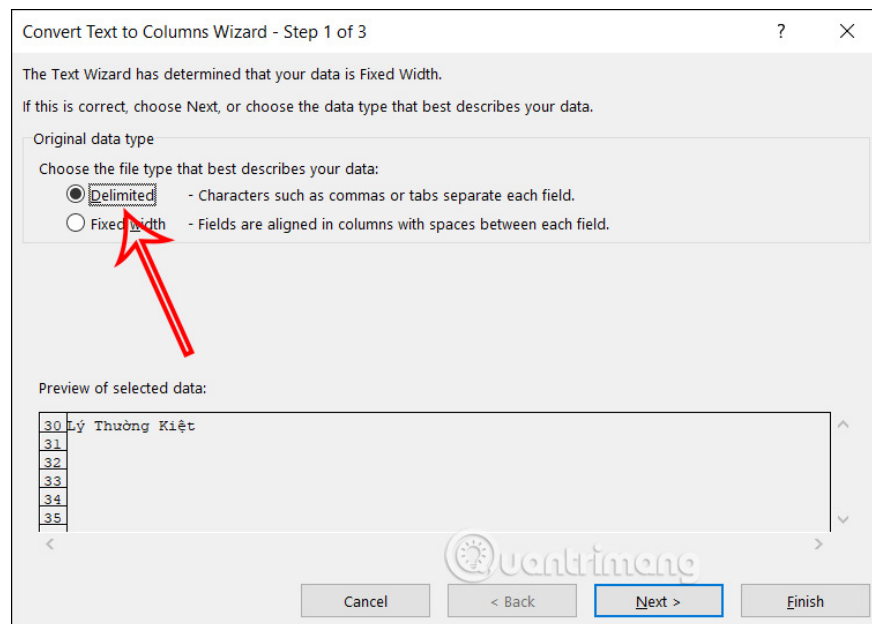 Convert Text to Columns Wizard - Step 1 of 3 ?
The Text Wizard has determined that your data is Fixed Width.
If this is correct, choose Next, or choose the data type that best describes your data.
Original data type
Choose the file type that best describes your data:
Delimited - Characters such as commas or tabs separate each field.
Fixed width - Fields are aligned in columns with spaces between each field.
Preview of selected data:
30 Lý Thường Kiệt
31
32
33
34
35
Quantrimang
Cancel < Back Next > Finish